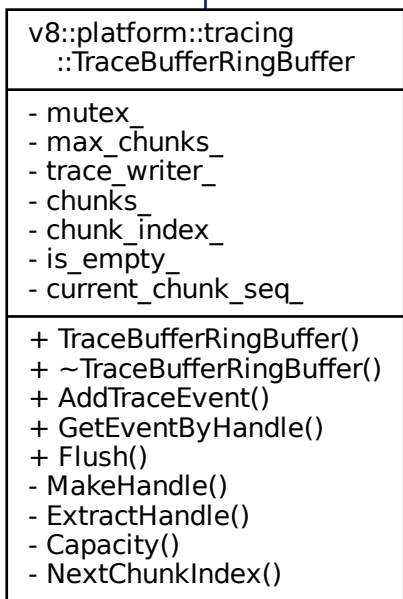 v8::platform::tracing
::TraceBufferRingBuffer
- mutex_
- max_chunks_
- trace_writer_
- chunks_
- chunk_index_
- is_empty_
- current_chunk_seq_
+ TraceBufferRingBuffer()
+ ~TraceBufferRingBuffer()
+ AddTraceEvent()
+ GetEventByHandle()
+ Flush()
- MakeHandle()
- ExtractHandle()
- Capacity()
- NextChunkIndex()